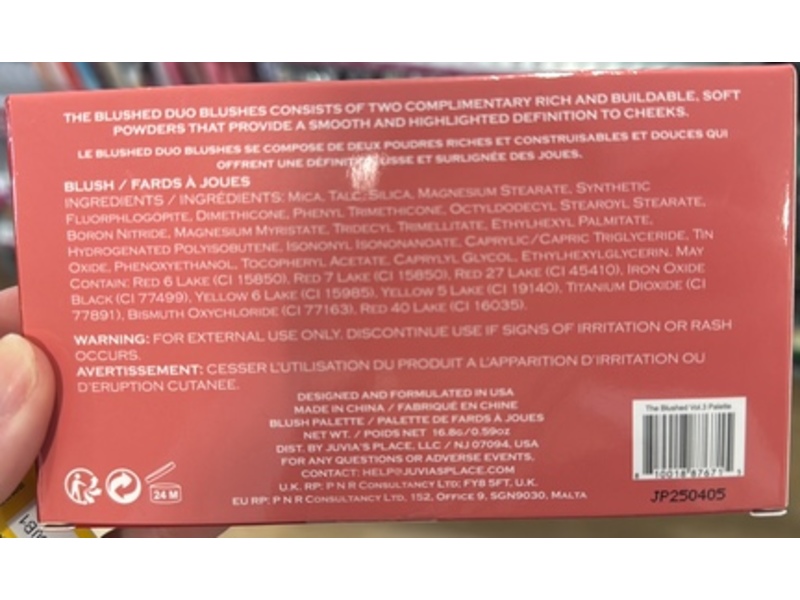 THE BLUSHED DUO BLUSHES CONSISTS OF TWO COMPLIMENTARY RICH AND BUILDABLE, SOFT
POWDERS THAT PROVIDE A SMOOTH AND HIGHLIGHTED DEFINITION TO CHEEKS.
LE BLUSHED DUO BLUSHES SE COMPOSE DE DEUX POUDRES RICHES ET CONSTRUISABLES ET DOUCES QUI
OFFRENT UNE DÉFINITION LISSE ET SURLIGNÉE DES JOUES.
BLUSH / FARDS À JOUES
INGREDIENTS / INGRÉDIENTS: MICA, TALC, SILICA, MAGNESIUM STEARATE, SYNTHETIC
FLUORPHLOGOPITE, DIMETHICONE, PHENYL TRIMETHICONE, OCTYLDODECYL STEAROYL STEARATE,
BORON NITRIDE, MAGNESIUM MYRISTATE, TRIDECYL TRIMELLITATE, ETHYLHEXYL PALMITATE,
HYDROGENATED POLYISOBUTENE, ISONONYL ISONONANOATE, CAPRYLIC/CAPRIC TRIGLYCERIDE, TIN
OXIDE, PHENOXYETHANOL, TOCOPHERYL ACETATE, CAPRYLYL GLYCOL, ETHYLHEXYLGLYCERIN. MAY
CONTAIN: RED 6 LAKE (CI 15850), RED 7 LAKE (CI 15850), RED 27 LAKE (CI 45410), IRON OXIDE
BLACK (CI 77499), YELLOW 6 LAKE (CI 15985), YELLOW 5 LAKE (CI 19140), TITANIUM DIOXIDE (CI
77891), BISMUTH OXYCHLORIDE (CI 77163), RED 40 LAKE (CI 16035).
WARNING: FOR EXTERNAL USE ONLY. DISCONTINUE USE IF SIGNS OF IRRITATION OR RASH
OCCURS.
AVERTISSEMENT: CESSER L'UTILISATION DU PRODUIT A L'APPARITION D'IRRITATION OU
D'ERUPTION CUTANEE.
DESIGNED AND FORMULATED IN USA
MADE IN CHINA / FABRIQUÉ EN CHINE
BLUSH PALETTE / PALETTE DE FARDS À JOUES
NET WT. / POIDS NET 16.8g/0.59oz
DIST. BY JUVIA'S PLACE, LLC / NJ 07094, USA
FOR ANY QUESTIONS OR ADVERSE EVENTS,
CONTACT: HELP@JUVIASPLACE.COM
U.K. RP: P N R CONSULTANCY LTD: FY8 5FT, U.K.
EU RP: P N R CONSULTANCY LTD, 152, OFFICE 9, SGN9030, MALTA
24 M
The Blushed Vol.3 Palette
JP250405
UB1